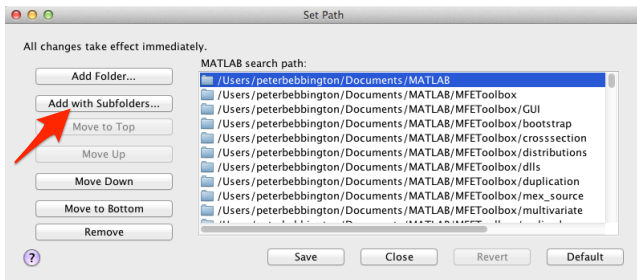 Set Path
All changes take effect immediately.
MATLAB search path:
Add Folder...
Add with Subfolders...
Move to Top
Move Up
Move Down
Move to Bottom
Remove
/Users/peterbebbington/Documents/MATLAB
/Users/peterbebbington/Documents/MATLAB/MFEToolbox
/Users/peterbebbington/Documents/MATLAB/MFEToolbox/GUI
/Users/peterbebbington/Documents/MATLAB/MFEToolbox/bootstrap
/Users/peterbebbington/Documents/MATLAB/MFEToolbox/crosssection
/Users/peterbebbington/Documents/MATLAB/MFEToolbox/distributions
/Users/peterbebbington/Documents/MATLAB/MFEToolbox/dlls
/Users/peterbebbington/Documents/MATLAB/MFEToolbox/duplication
/Users/peterbebbington/Documents/MATLAB/MFEToolbox/mex_source
/Users/peterbebbington/Documents/MATLAB/MFEToolbox/multivariate
?
Save
Close
Revert
Default